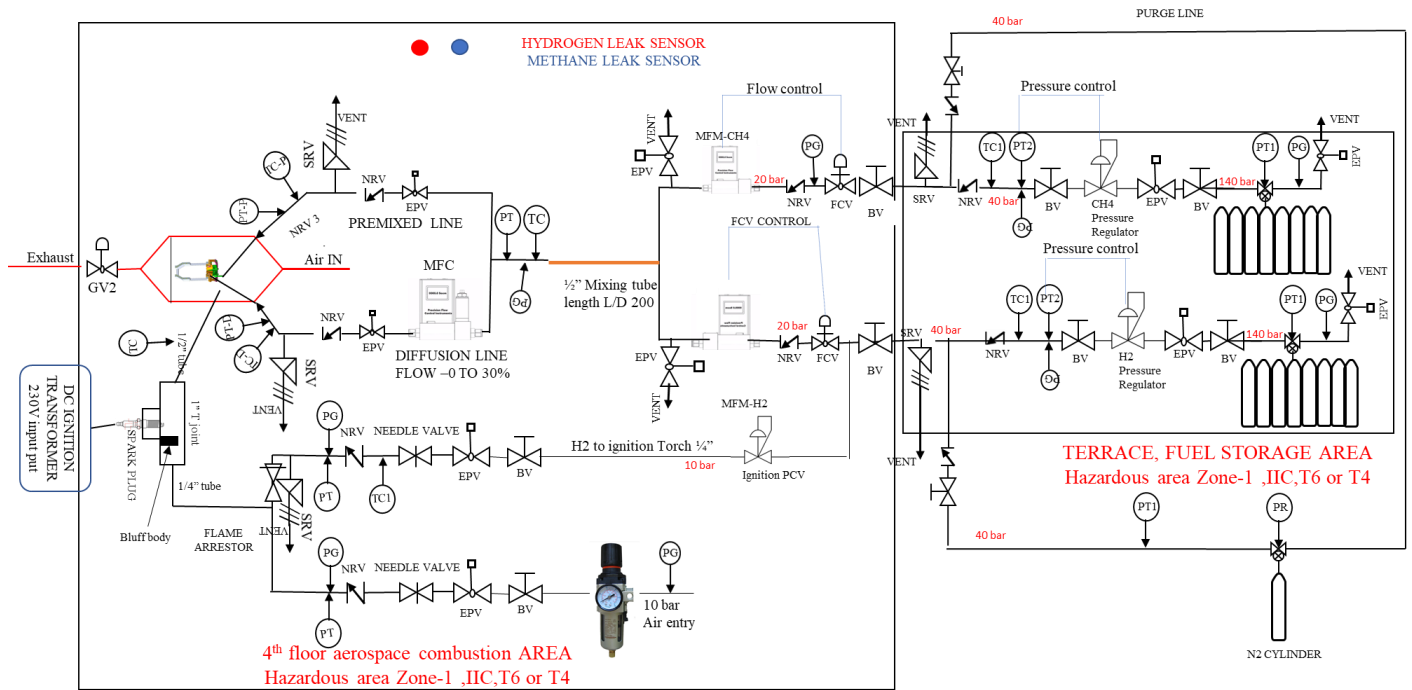 PURGE LINE
40 bar
HYDROGEN LEAK SENSOR
METHANE LEAK SENSOR
Flow control
Pressure control
VENT
SRV
TC-P
PT-P
NRV
EPV
NRV 3
PREMIXED LINE
VENT
EPV
MFM-CH4
20 bar
PG
NRV
FCV
BV
VENT
SRV
NRV
TC1
40 bar
PT2
PG
BV
CH4
Pressure
Regulator
EPV
BV
140 bar
PT1
PG
VENT
EPV
Pressure control
FCV CONTROL
PT
TC
PG
½” Mixing tube
length L/D 200
Exhaust
GV2
Air IN
MFC
NRV
EPV
DIFFUSION LINE
FLOW –0 TO 30%
SRV
VENT
EPV
VENT
20 bar
NRV
FCV
BV
SRV
VENT
40 bar
NRV
TC1
PT2
PG
BV
H2
Pressure
Regulator
EPV
BV
140 bar
PT1
PG
VENT
EPV
TC
1/2” tube
DC IGNITION
TRANSFORMER
230V input put
SPARK PLUG
1” T joint
1/4” tube
Bluff body
FLAME
ARRESTOR
VENT
SRV
PG
PT
NRV
TC1
NEEDLE VALVE
EPV
BV
H2 to ignition Torch ¼”
10 bar
MFM-H2
Ignition PCV
TERRACE, FUEL STORAGE AREA
Hazardous area Zone-1 ,IIC,T6 or T4
PG
PT
NRV
NEEDLE VALVE
EPV
BV
PG
10 bar
Air entry
4th floor aerospace combustion AREA
Hazardous area Zone-1 ,IIC,T6 or T4
40 bar
PT1
PR
N2 CYLINDER